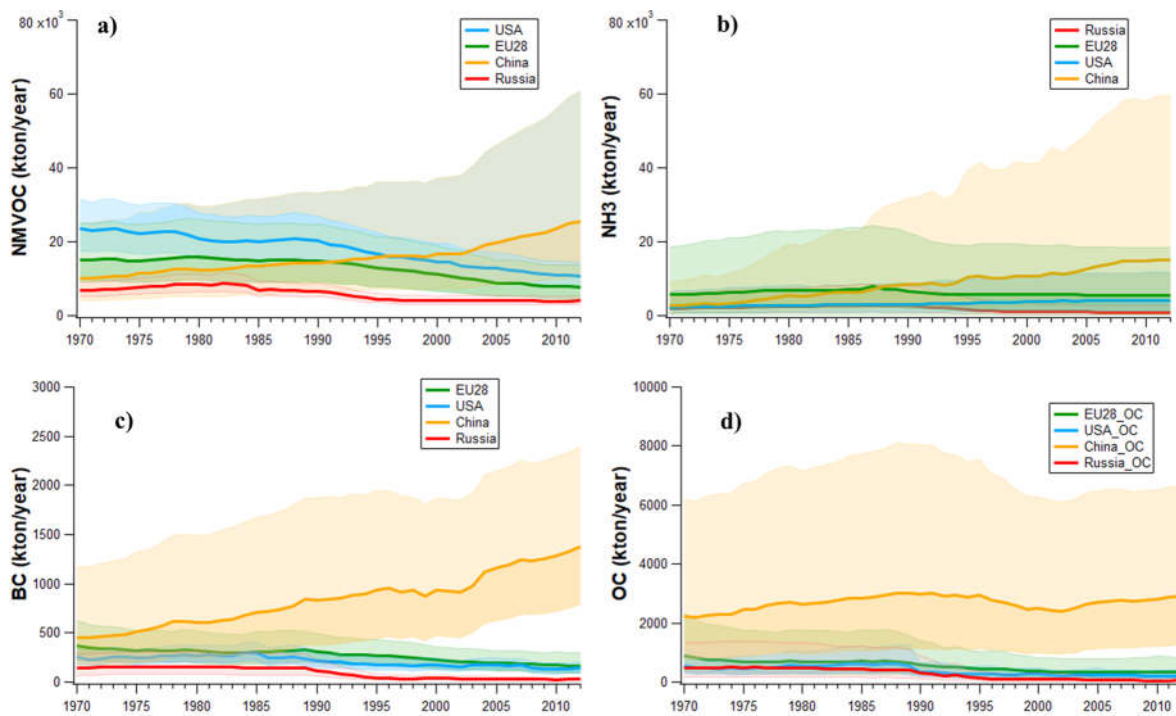 a)
80 x10³
60
40
20
0
NMVOC (kton/year)
USA
EU28
China
Russia
1970 1975 1980 1985 1990 1995 2000 2005 2010
b)
80 x10³
60
40
20
0
NH3 (kton/year)
Russia
EU28
USA
China
1970 1975 1980 1985 1990 1995 2000 2005 2010
c)
3000
2500
2000
1500
1000
500
0
BC (kton/year)
EU28
USA
China
Russia
1970 1975 1980 1985 1990 1995 2000 2005 2010
d)
10000
8000
6000
4000
2000
0
OC (kton/year)
EU28_OC
USA_OC
China_OC
Russia_OC
1970 1975 1980 1985 1990 1995 2000 2005 2010